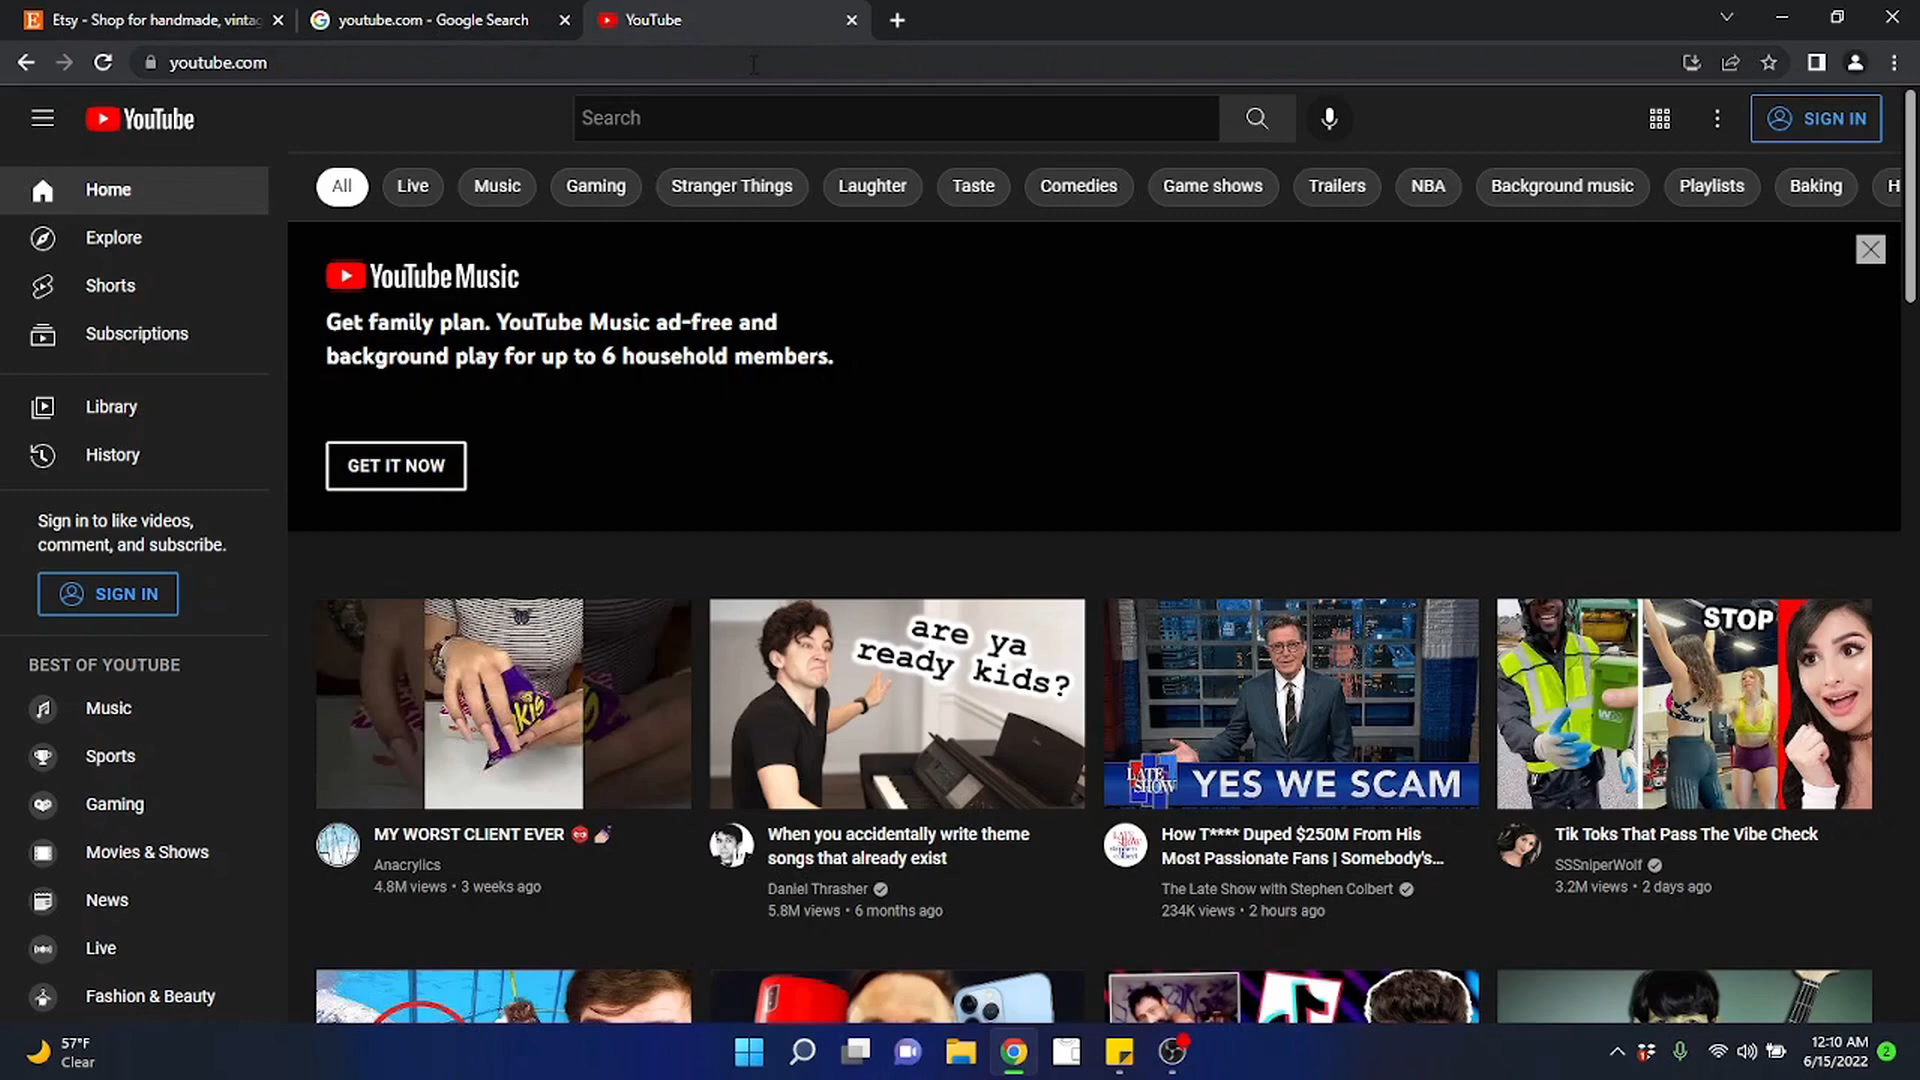 Etsy - Shop for handmade, vinta
youtube.com - Google Search
YouTube
youtube.com
YouTube
Search
SIGN IN
Home
Explore
Shorts
Subscriptions
Library
History
Sign in to like videos,
comment, and subscribe.
SIGN IN
BEST OF YOUTUBE
Music
Sports
Gaming
Movies & Shows
News
Live
Fashion & Beauty
All
Live
Music
Gaming
Stranger Things
Laughter
Taste
Comedies
Game shows
Trailers
NBA
Background music
Playlists
Baking
H
YouTube Music
Get family plan. YouTube Music ad-free and
background play for up to 6 household members.
GET IT NOW
are ya
ready kids?
LATE
SHOW
YES WE SCAM
STOP
MY WORST CLIENT EVER
Anacrylics
4.8M views • 3 weeks ago
When you accidentally write theme
songs that already exist
Daniel Thrasher
5.8M views • 6 months ago
How T**** Duped $250M From His
Most Passionate Fans | Somebody's...
The Late Show with Stephen Colbert
234K views • 2 hours ago
Tik Toks That Pass The Vibe Check
SSSniperWolf
3.2M views • 2 days ago
57°F
Clear
12:10 AM
6/15/2022
2